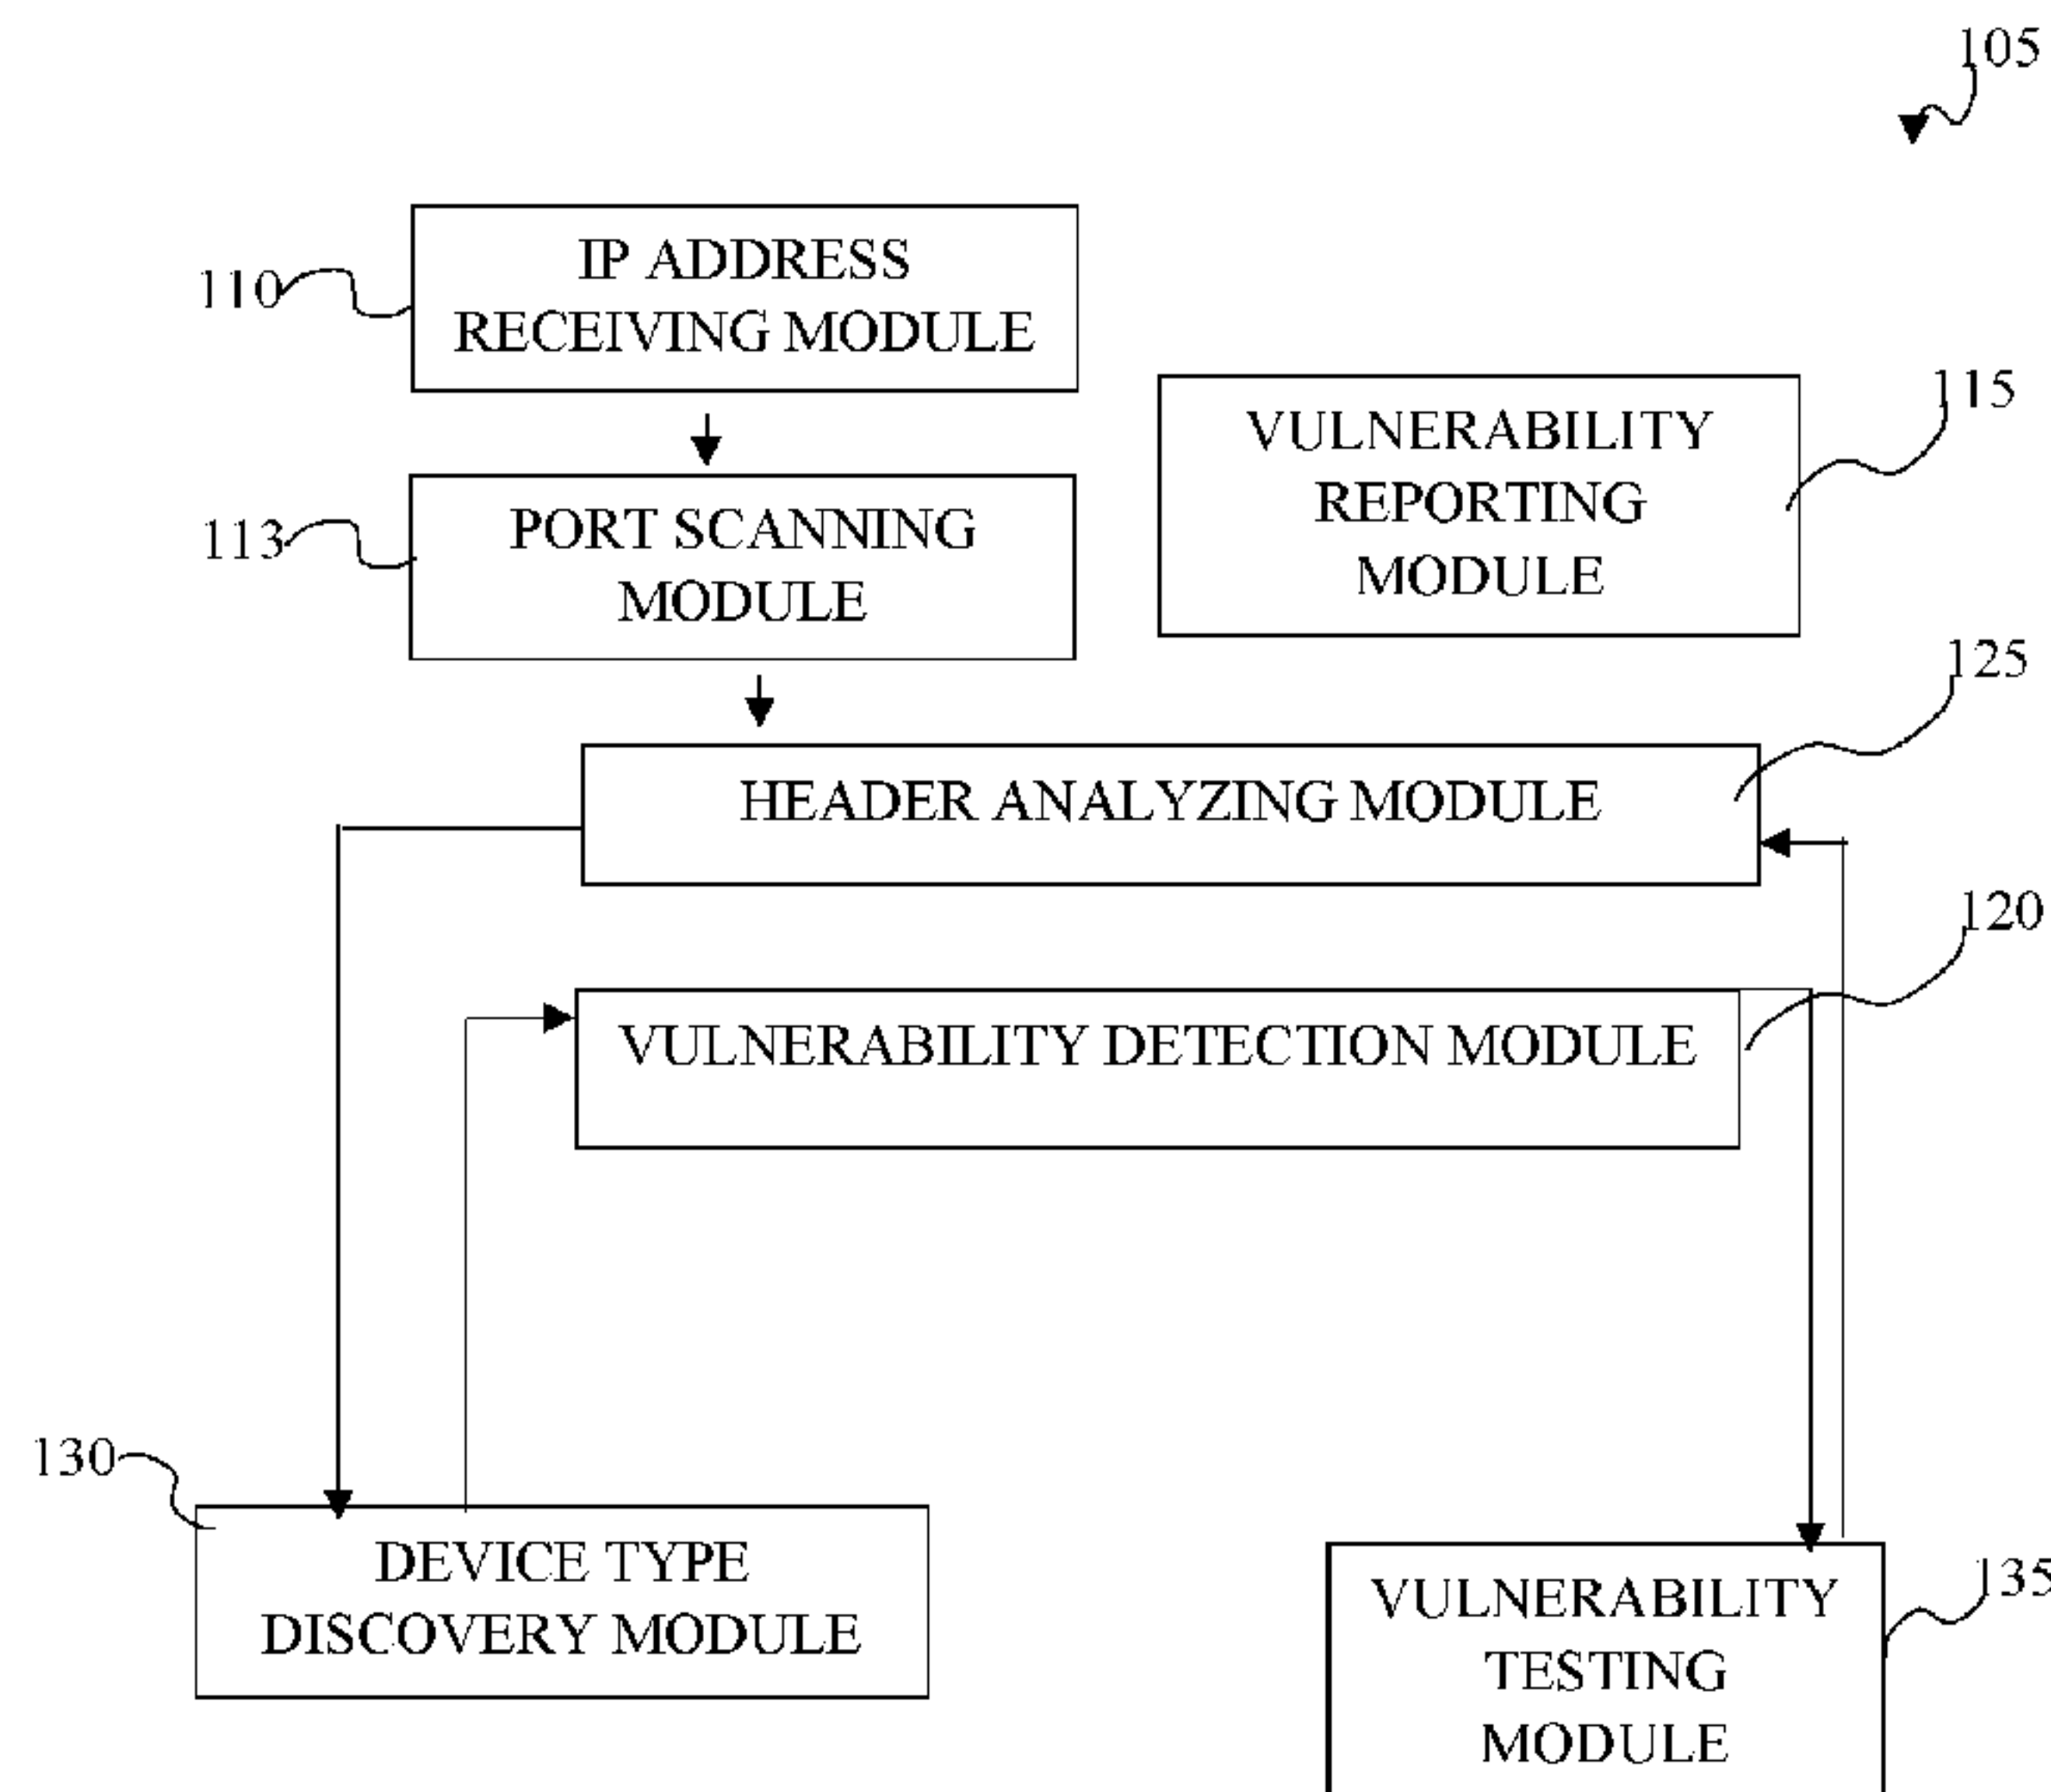 105
110
IP ADDRESS
RECEIVING MODULE
115
VULNERABILITY
REPORTING
MODULE
113
PORT SCANNING
MODULE
125
HEADER ANALYZING MODULE
120
VULNERABILITY DETECTION MODULE
130
DEVICE TYPE
DISCOVERY MODULE
135
VULNERABILITY
TESTING
MODULE